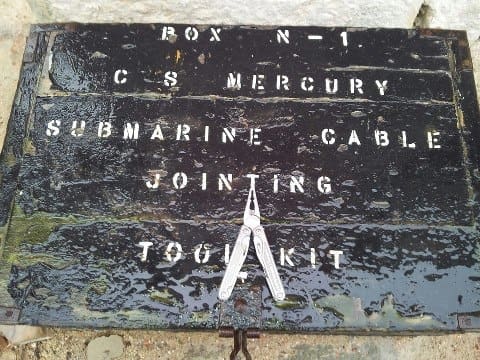 BOX N-1
C S MERCURY
SUBMARINE CABLE
JOINTING
TOOL KIT